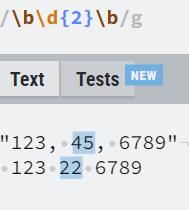 /\b\d{2}\b/g
Text Tests NEW
"123, 45, 6789"
123 22 6789